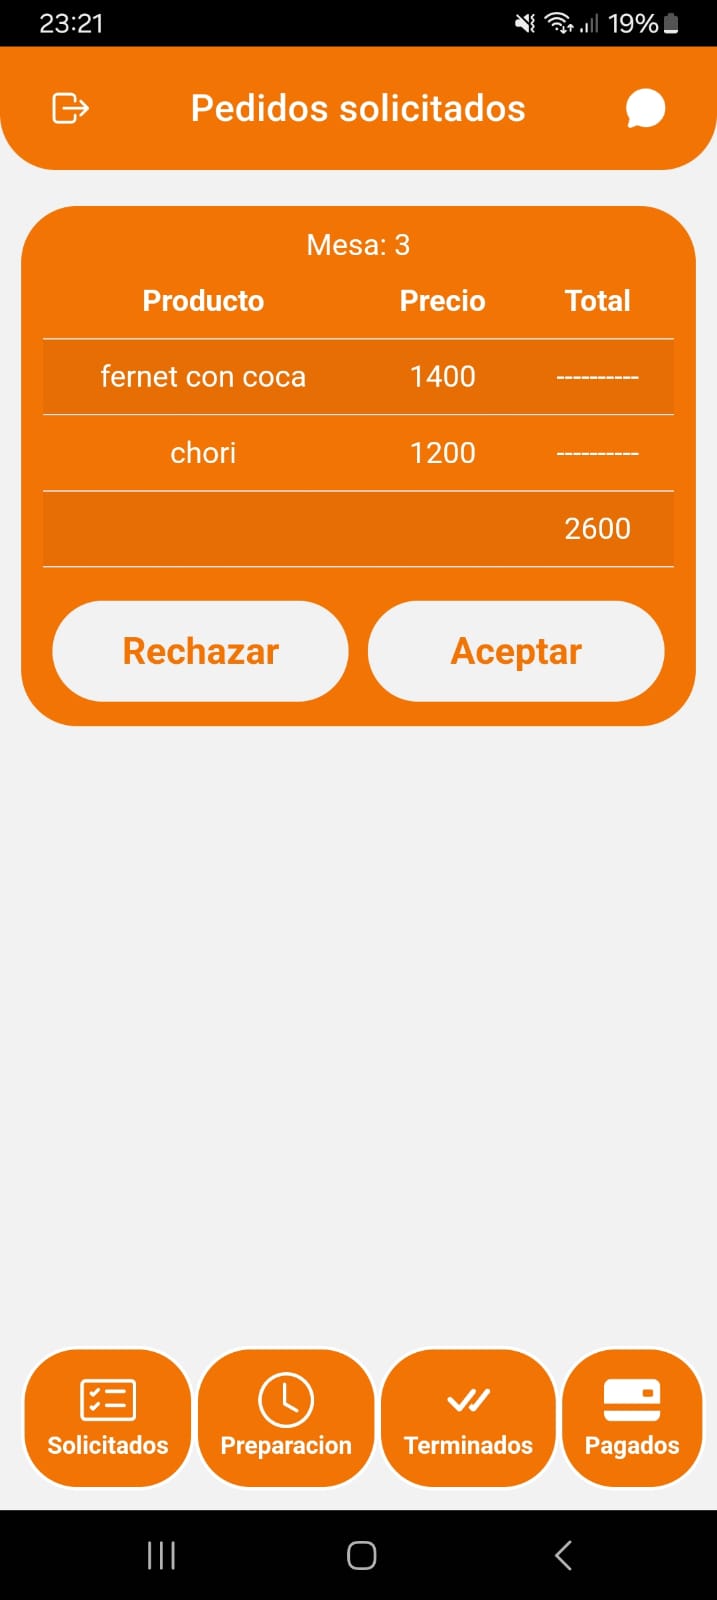 23:21 19%
Pedidos solicitados
Mesa: 3
Producto Precio Total
fernet con coca 1400 ----------
chori 1200 ----------
2600
Rechazar Aceptar
Solicitados Preparacion Terminados Pagados